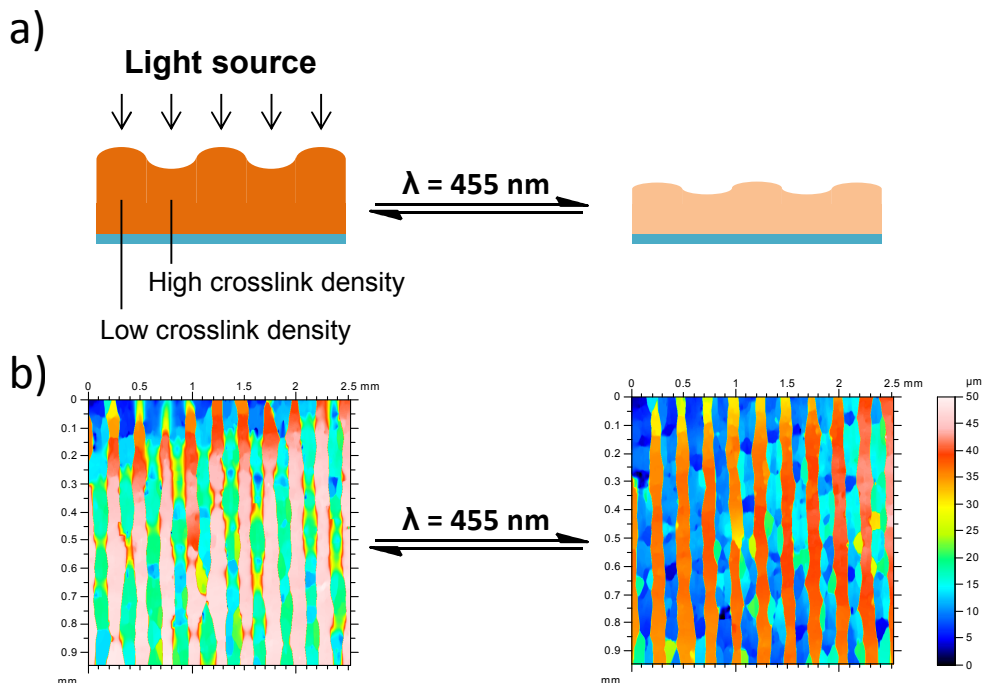 a)
Light source
λ = 455 nm
High crosslink density
Low crosslink density
b)
0 0.5 1 1.5 2 2.5 mm
0
0.1
0.2
0.3
0.4
0.5
0.6
0.7
0.8
0.9
mm
λ = 455 nm
0 0.5 1 1.5 2 2.5 mm
0
0.1
0.2
0.3
0.4
0.5
0.6
0.7
0.8
0.9
mm
µm
50
45
40
35
30
25
20
15
10
5
0